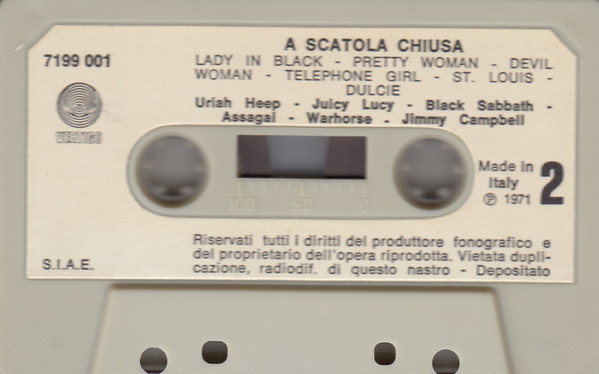 A SCATOLA CHIUSA
7199 001
LADY IN BLACK - PRETTY WOMAN - DEVIL
WOMAN - TELEPHONE GIRL - ST. LOUIS -
DULCIE
Uriah Heep - Juicy Lucy - Black Sabbath -
Assagai - Warhorse - Jimmy Campbell
VERTIGO
100 50 0
Made in
Italy
℗ 1971
2
Riservati tutti i diritti del produttore fonografico e
del proprietario dell'opera riprodotta. Vietata dupli-
cazione, radiodif. di questo nastro - Depositato
S.I.A.E.